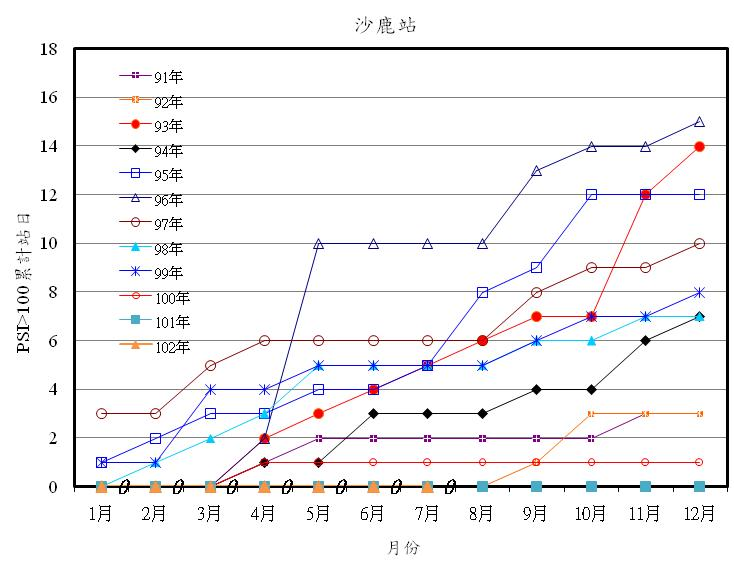 沙鹿站
PSI>100累計站日
18
16
14
12
10
8
6
4
2
0
91年
92年
93年
94年
95年
96年
97年
98年
99年
100年
101年
102年
0 0 0 0 0 0 0
1月 2月 3月 4月 5月 6月 7月 8月 9月 10月 11月 12月
月份